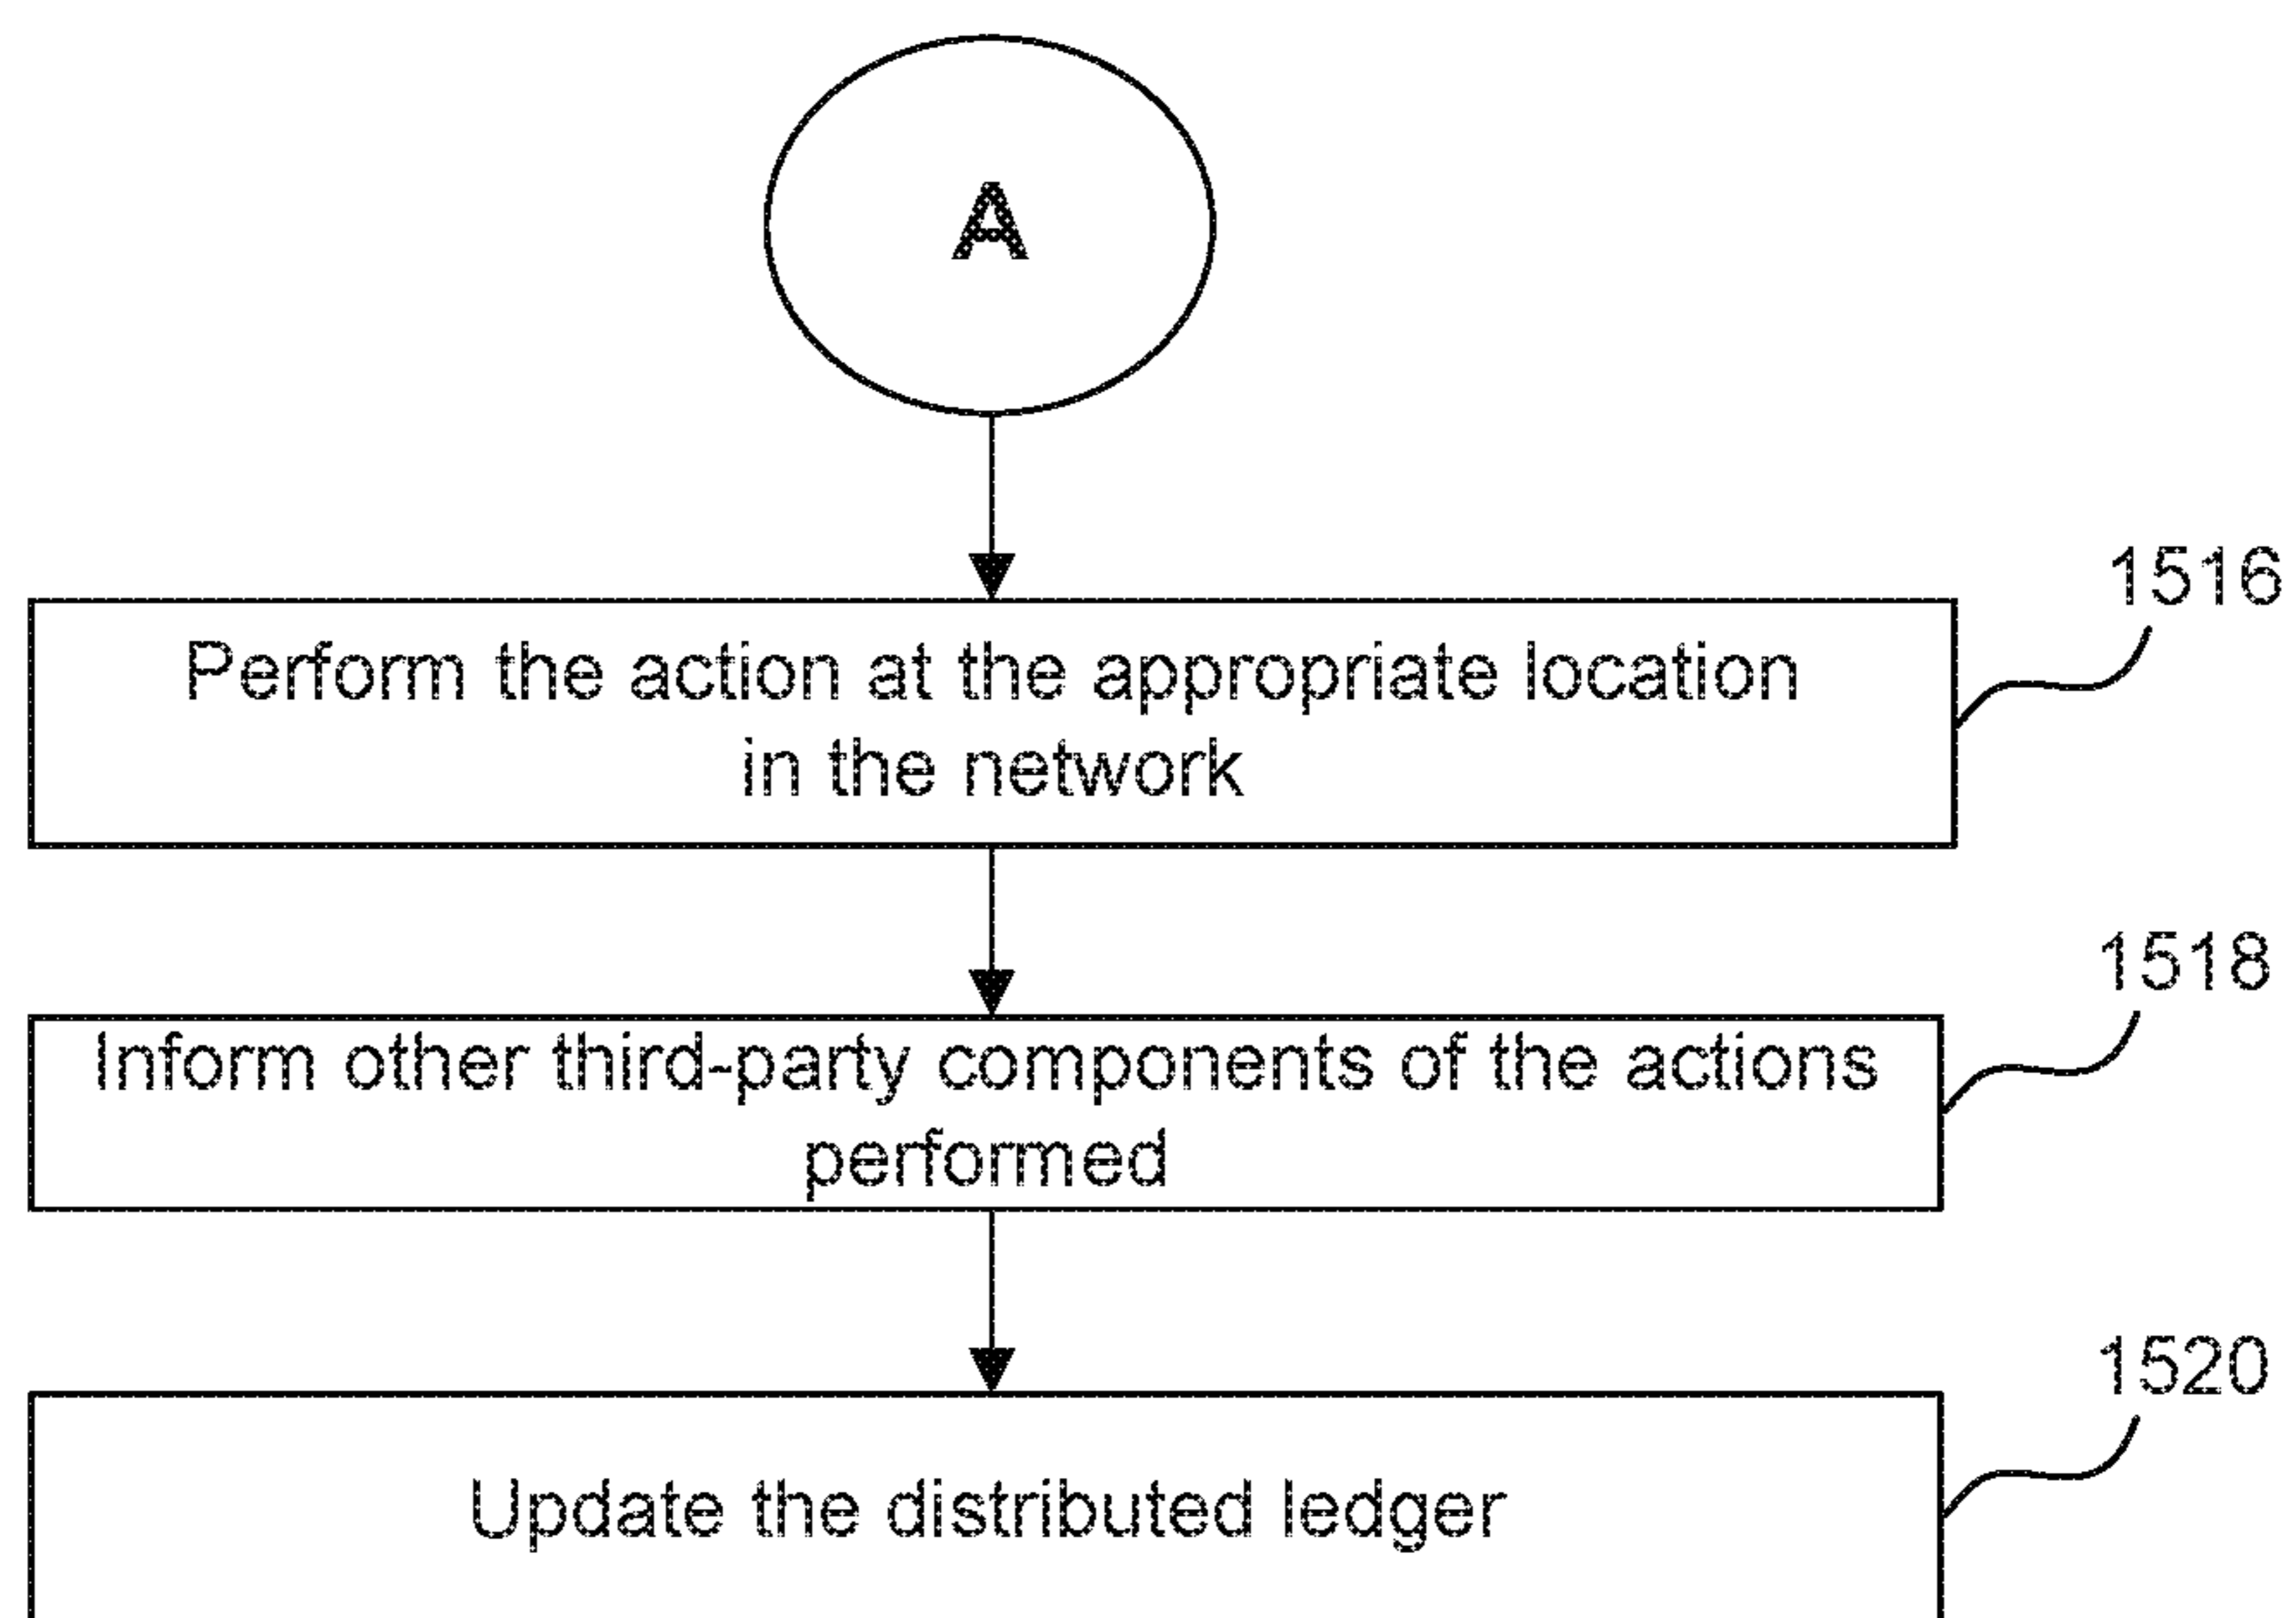 A
1516
Perform the action at the appropriate location
in the network
1518
Inform other third-party components of the actions
performed
1520
Update the distributed ledger